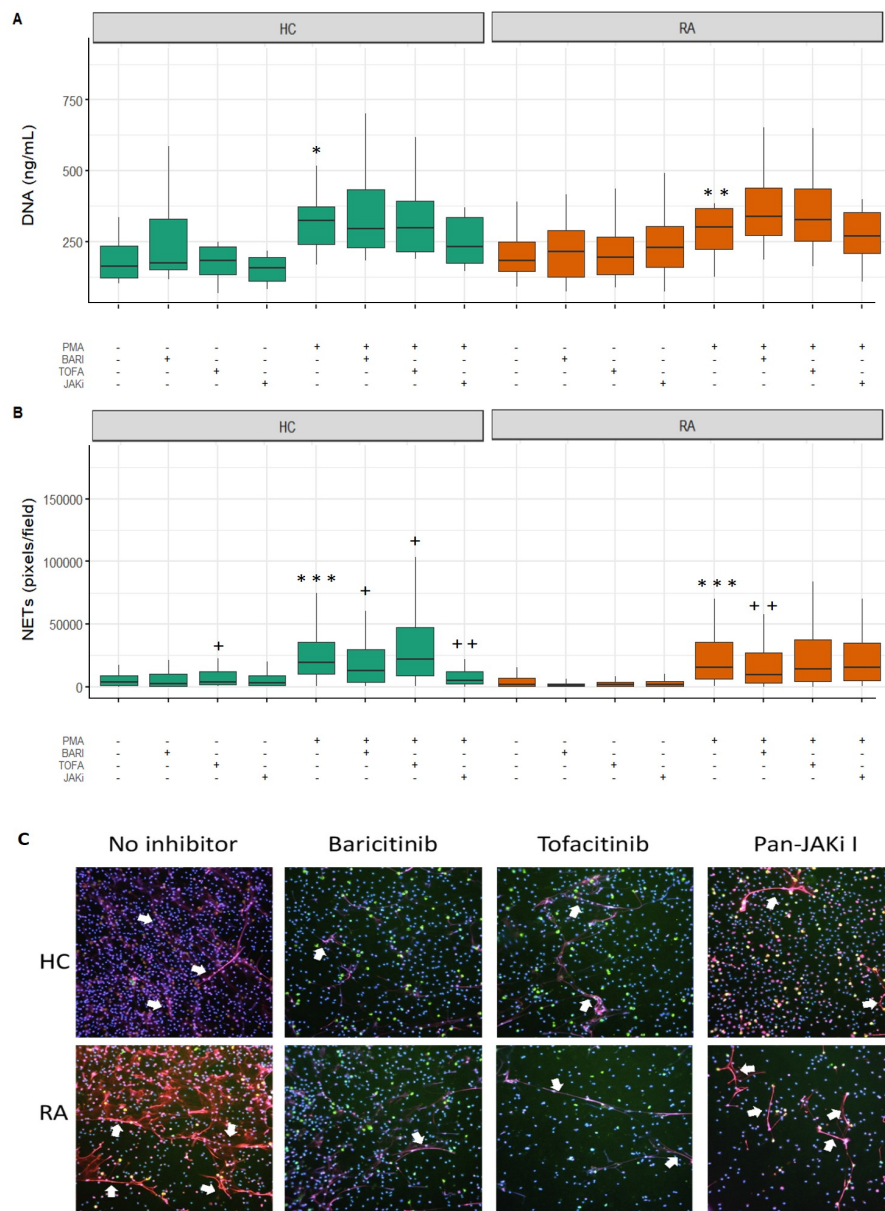 A
HC RA
DNA (ng/mL)
750
500
250
*
* *
PMA - - - - + + + + - - - - + + + +
BARI - + - - - + - - - + - - - + - -
TOFA - - + - - - + - - - + - - - + -
JAKi - - - + - - - + - - - + - - - +
B
HC RA
NETs (pixels/field)
150000
100000
50000
0
+
* * *
+
+
+ +
* * *
+ +
PMA - - - - + + + + - - - - + + + +
BARI - + - - - + - - - + - - - + - -
TOFA - - + - - - + - - - + - - - + -
JAKi - - - + - - - + - - - + - - - +
C
No inhibitor Baricitinib Tofacitinib Pan-JAKi I
HC
RA